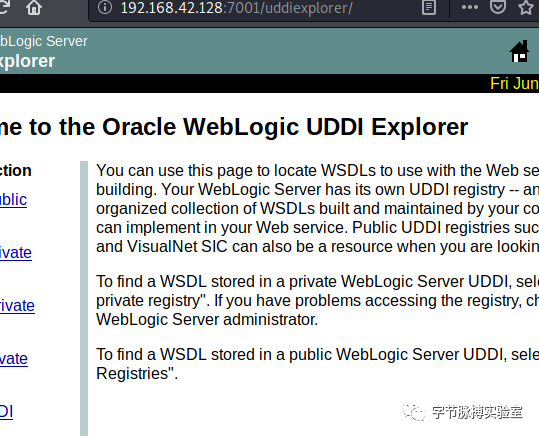 192.168.42.128:7001/uddiexplorer/
bLogic Server
xplorer
Fri Jun
me to the Oracle WebLogic UDDI Explorer
ction
ublic
ivate
rivate
vate
DI
You can use this page to locate WSDLs to use with the Web se
building. Your WebLogic Server has its own UDDI registry -- an
organized collection of WSDLs built and maintained by your co
can implement in your Web service. Public UDDI registries suc
and VisualNet SIC can also be a resource when you are lookin
To find a WSDL stored in a private WebLogic Server UDDI, sele
private registry". If you have problems accessing the registry, ch
WebLogic Server administrator.
To find a WSDL stored in a public WebLogic Server UDDI, sele
Registries".
字节脉搏实验室